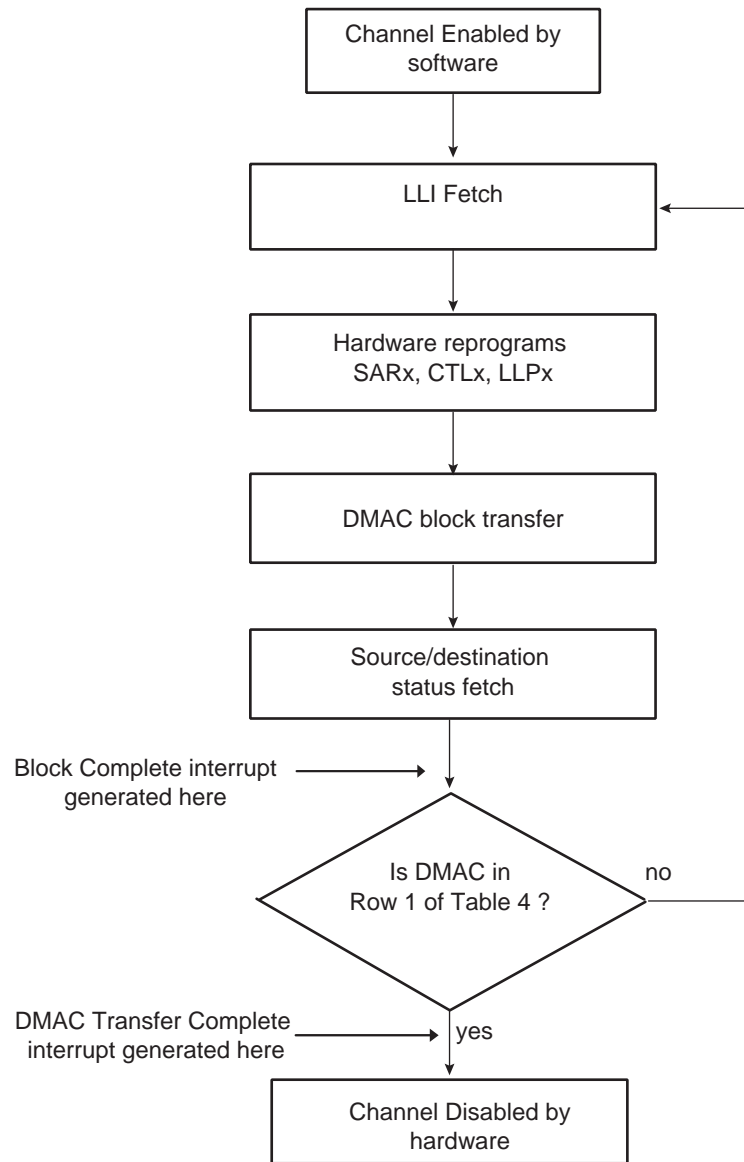 Channel Enabled by
software
LLI Fetch
Hardware reprograms
SARx, CTLx, LLPx
DMAC block transfer
Source/destination
status fetch
Block Complete interrupt
generated here
Is DMAC in
Row 1 of Table 4 ?
no
DMAC Transfer Complete
interrupt generated here
yes
Channel Disabled by
hardware